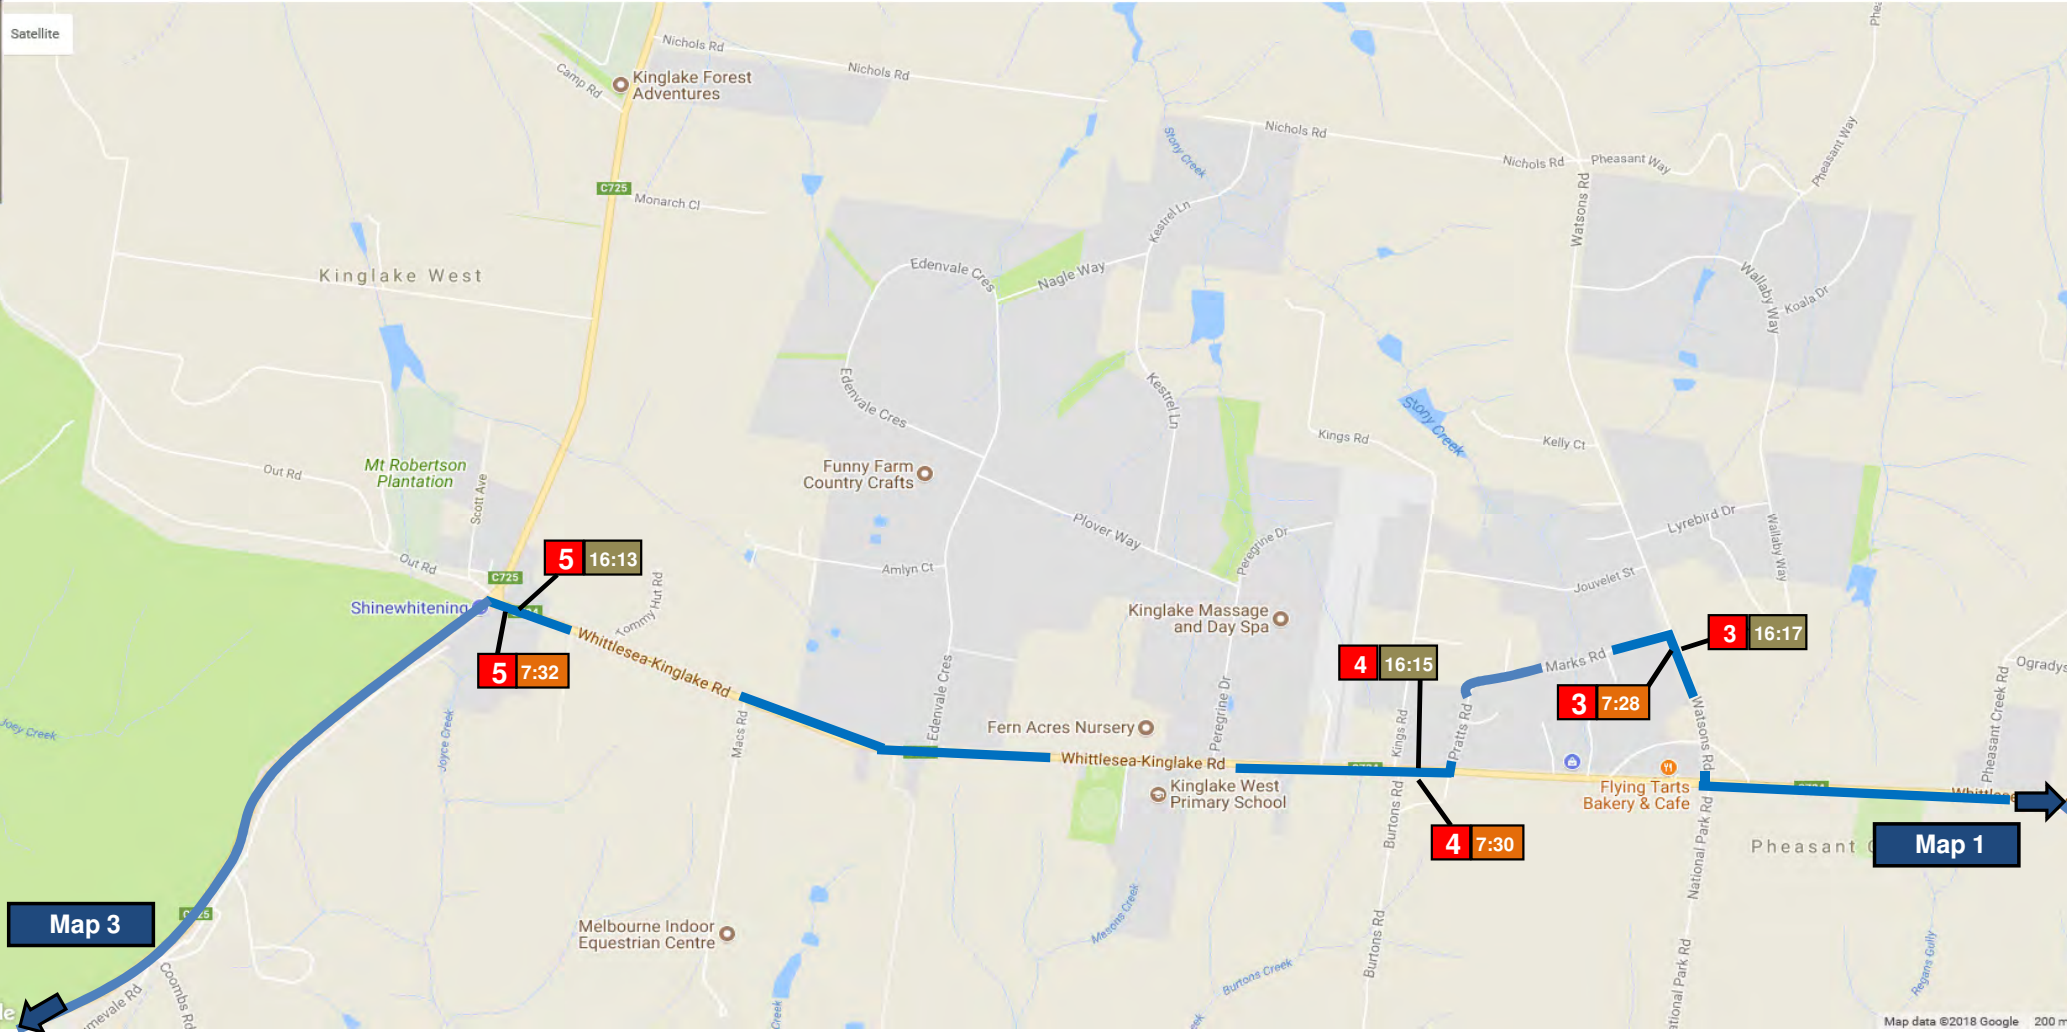 Satellite
Nichols Rd
Nichols Rd
Camp Rd
Kinglake Forest
Adventures
Nichols Rd
Nichols Rd
Pheasant Way
Pheasant Way
Stony Creek
C725
Monarch Cl
Watsons Rd
Kestrel Ln
Kinglake West
Edenvale Cres
Nagle Way
Wallaby Way
Koala Dr
Edenvale Cres
Kestrel Ln
Stony Creek
Kings Rd
Kelly Ct
Mt Robertson
Plantation
Out Rd
Scott Ave
Funny Farm
Country Crafts
Plover Way
Peregrine Dr
Lyrebird Dr
Wallaby Way
5 16:13
Out Rd
C725
Amlyn Ct
Jouvelet St
Shinewhitening
Tommy Hut Rd
Kinglake Massage
and Day Spa
3 16:17
Whittlesea-Kinglake Rd
5 7:32
4 16:15
Marks Rd
3 7:28
Ogradys
Joey Creek
Joyce Creek
Macs Rd
Edenvale Cres
Peregrine Dr
Kings Rd
Pratts Rd
Watsons Rd
Pheasant Creek Rd
Fern Acres Nursery
Whittlesea-Kinglake Rd
Kinglake West
Primary School
Flying Tarts
Bakery & Cafe
Burtons Rd
National Park Rd
4 7:30
Pheasant
Map 1
Map 3
Melbourne Indoor
Equestrian Centre
Masons Creek
Burtons Rd
Burtons Creek
National Park Rd
Regans Gully
Coombs Rd
Creek
Map data ©2018 Google
200 m